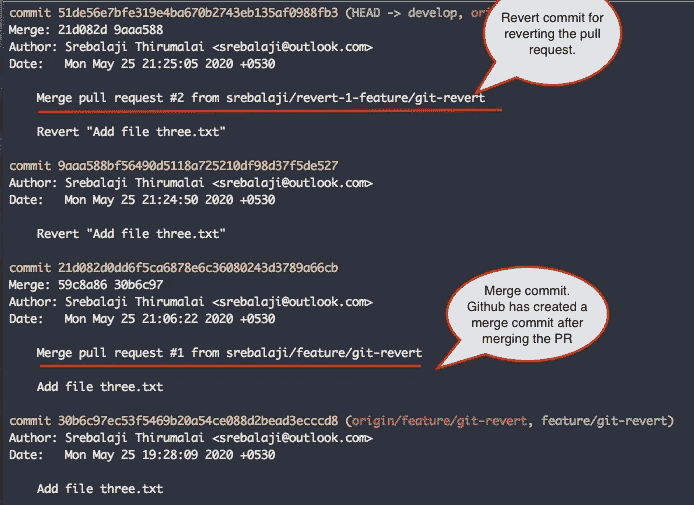 commit 51de56e7bfe319e4ba670b2743eb135af0988fb3 (HEAD -> develop, ori
Merge: 21d082d 9aaa588
Author: Srebalaji Thirumalai <srebalaji@outlook.com>
Date: Mon May 25 21:25:05 2020 +0530
Revert commit for
reverting the pull
request.
Merge pull request #2 from srebalaji/revert-1-feature/git-revert
Revert "Add file three.txt"
commit 9aaa588bf56490d5118a725210df98d37f5de527
Author: Srebalaji Thirumalai <srebalaji@outlook.com>
Date: Mon May 25 21:24:50 2020 +0530
Revert "Add file three.txt"
commit 21d082d0dd6f5ca6878e6c36080243d3789a66cb
Merge: 59c8a86 30b6c97
Author: Srebalaji Thirumalai <srebalaji@outlook.com>
Date: Mon May 25 21:06:22 2020 +0530
Merge commit.
Github has created a
merge commit after
merging the PR
Merge pull request #1 from srebalaji/feature/git-revert
Add file three.txt
commit 30b6c97ec53f5469b20a54ce088d2bead3ecccd8 (origin/feature/git-revert, feature/git-revert)
Author: Srebalaji Thirumalai <srebalaji@outlook.com>
Date: Mon May 25 19:28:09 2020 +0530
Add file three.txt